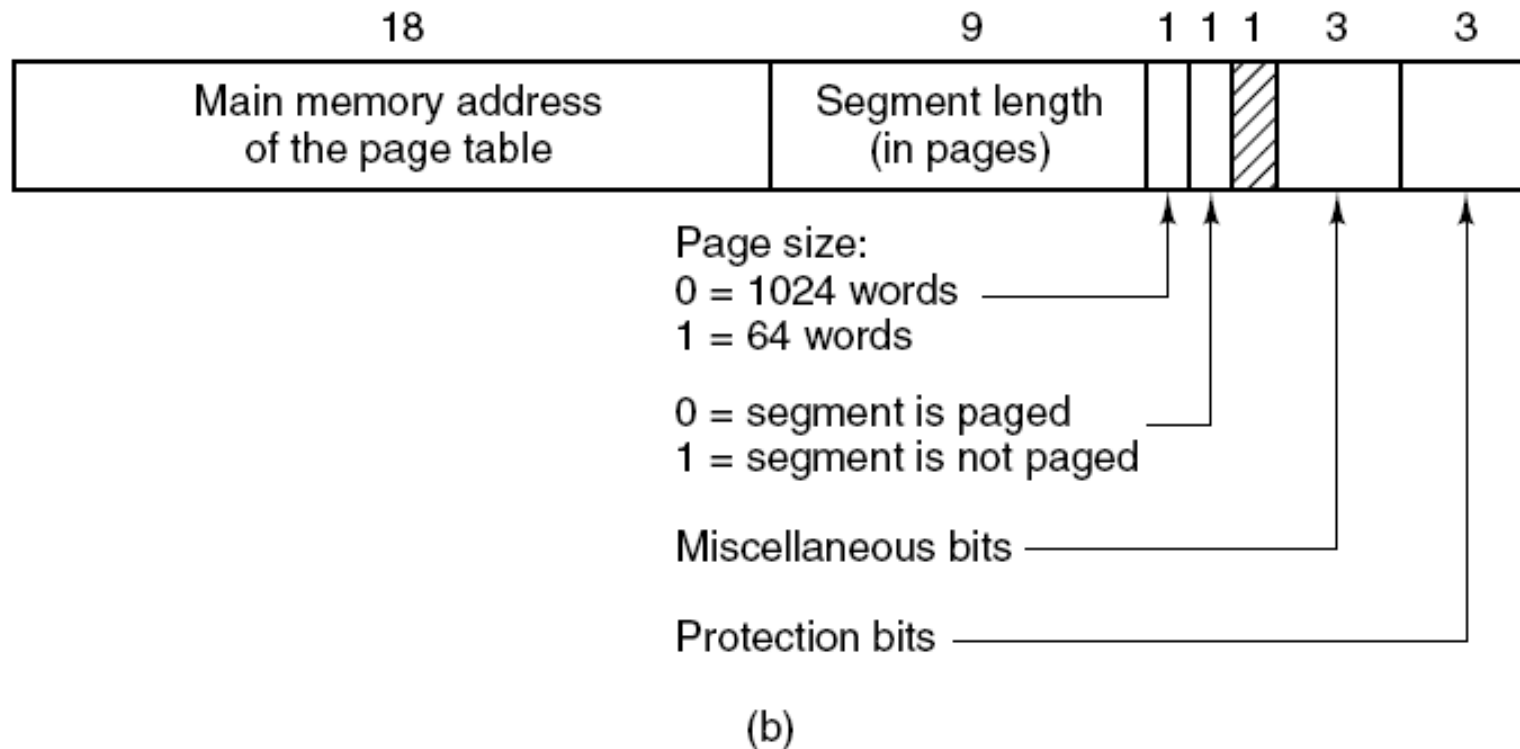 18 9 1 1 1 3 3
Main memory address
of the page table
Segment length
(in pages)
Page size:
0 = 1024 words
1 = 64 words
0 = segment is paged
1 = segment is not paged
Miscellaneous bits
Protection bits
(b)